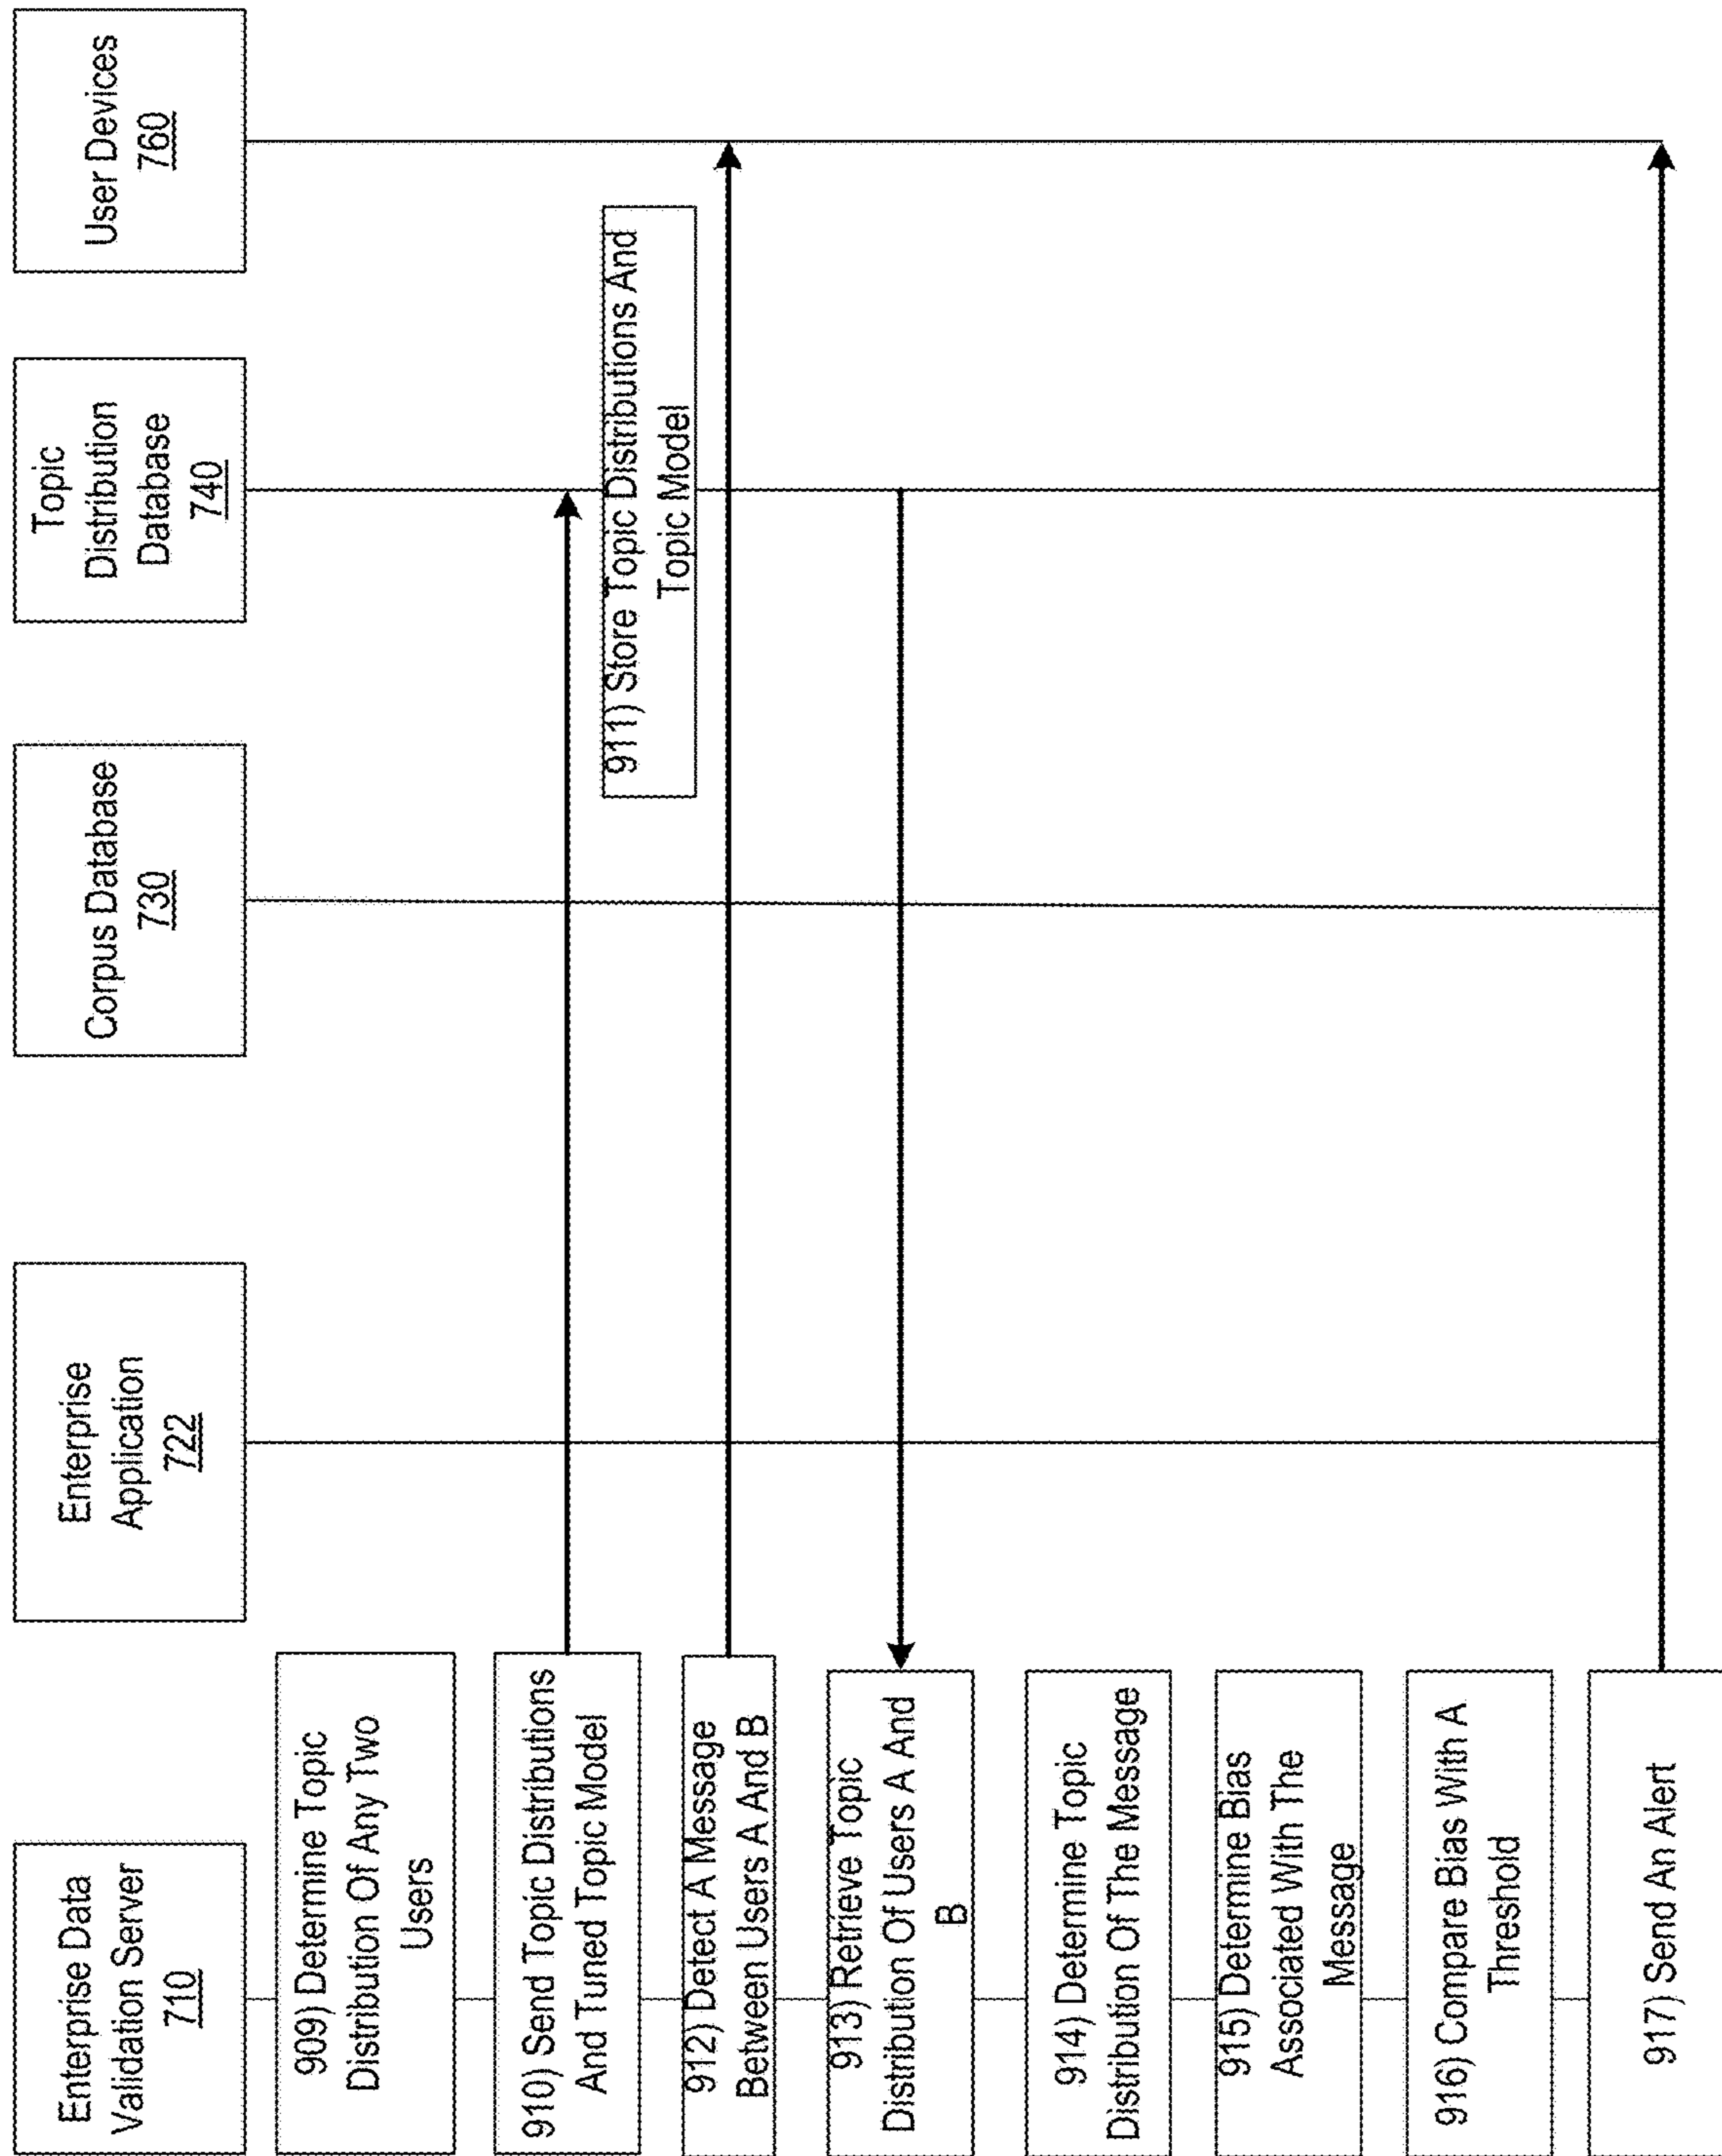 Enterprise Data
Validation Server
710
Enterprise
Application
722
Corpus Database
730
Topic
Distribution
Database
740
User Devices
760
909) Determine Topic
Distribution Of Any Two
Users
910) Send Topic Distributions
And Tuned Topic Model
911) Store Topic Distributions And
Topic Model
912) Detect A Message
Between Users A And B
913) Retrieve Topic
Distribution Of Users A And
B
914) Determine Topic
Distribution Of The Message
915) Determine Bias
Associated With The
Message
916) Compare Bias With A
Threshold
917) Send An Alert